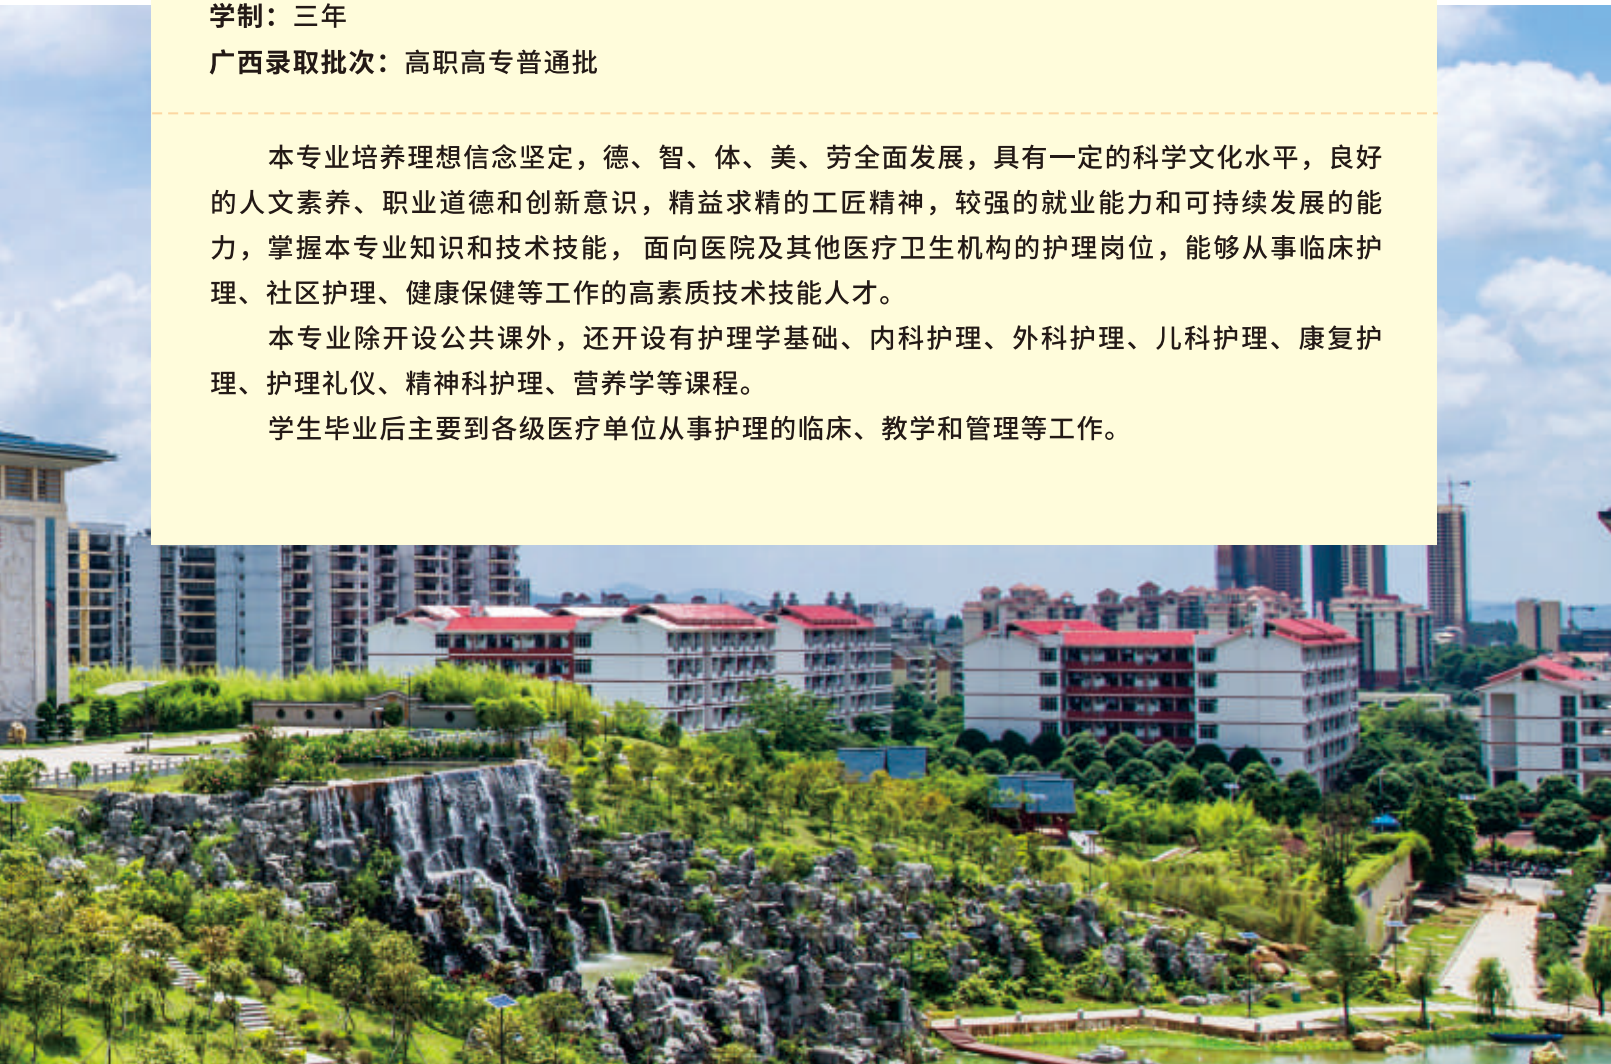 学制：三年
广西录取批次：高职高专普通批
本专业培养理想信念坚定，德、智、体、美、劳全面发展，具有一定的科学文化水平，良好
的人文素养、职业道德和创新意识，精益求精的工匠精神，较强的就业能力和可持续发展的能
力，掌握本专业知识和技术技能， 面向医院及其他医疗卫生机构的护理岗位，能够从事临床护
理、社区护理、健康保健等工作的高素质技术技能人才。
本专业除开设公共课外，还开设有护理学基础、内科护理、外科护理、儿科护理、康复护
理、护理礼仪、精神科护理、营养学等课程。
学生毕业后主要到各级医疗单位从事护理的临床、教学和管理等工作。